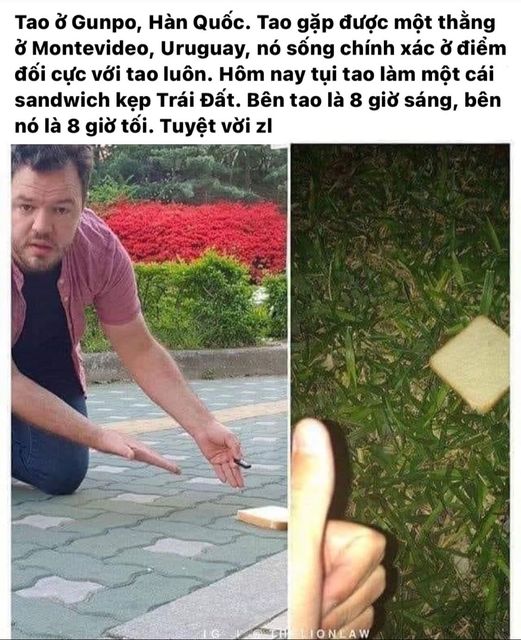 Tao ở Gunpo, Hàn Quốc. Tao gặp được một thằng
ở Montevideo, Uruguay, nó sống chính xác ở điểm
đối cực với tao luôn. Hôm nay tụi tao làm một cái
sandwich kẹp Trái Đất. Bên tao là 8 giờ sáng, bên
nó là 8 giờ tối. Tuyệt vời zl